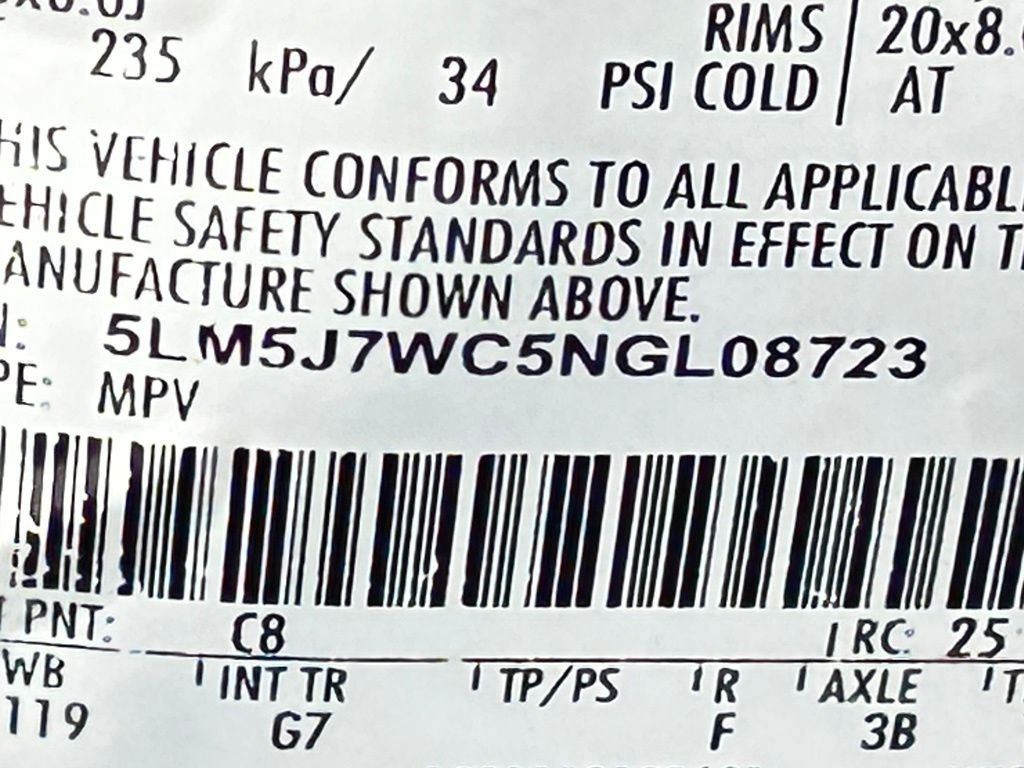 RIMS 20x8.
235 kPa/ 34 PSI COLD AT
HIS VEHICLE CONFORMS TO ALL APPLICABL
EHICLE SAFETY STANDARDS IN EFFECT ON T
ANUFACTURE SHOWN ABOVE.
N: 5LM5J7WC5NGL08723
PE: MPV
PNT: C8 RC: 25
WB INT TR TP/PS R AXLE T
119 G7 F 3B